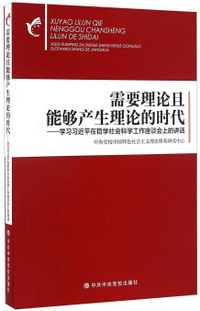 XUYAO LILUN QIE
NENGGOU CHANSHENG
LILUN DE SHIDAI
需要理论且
能够产生理论的时代
——学习习近平在哲学社会科学工作座谈会上的讲话
中央党校中国特色社会主义理论体系研究中心
中共中央党校出版社